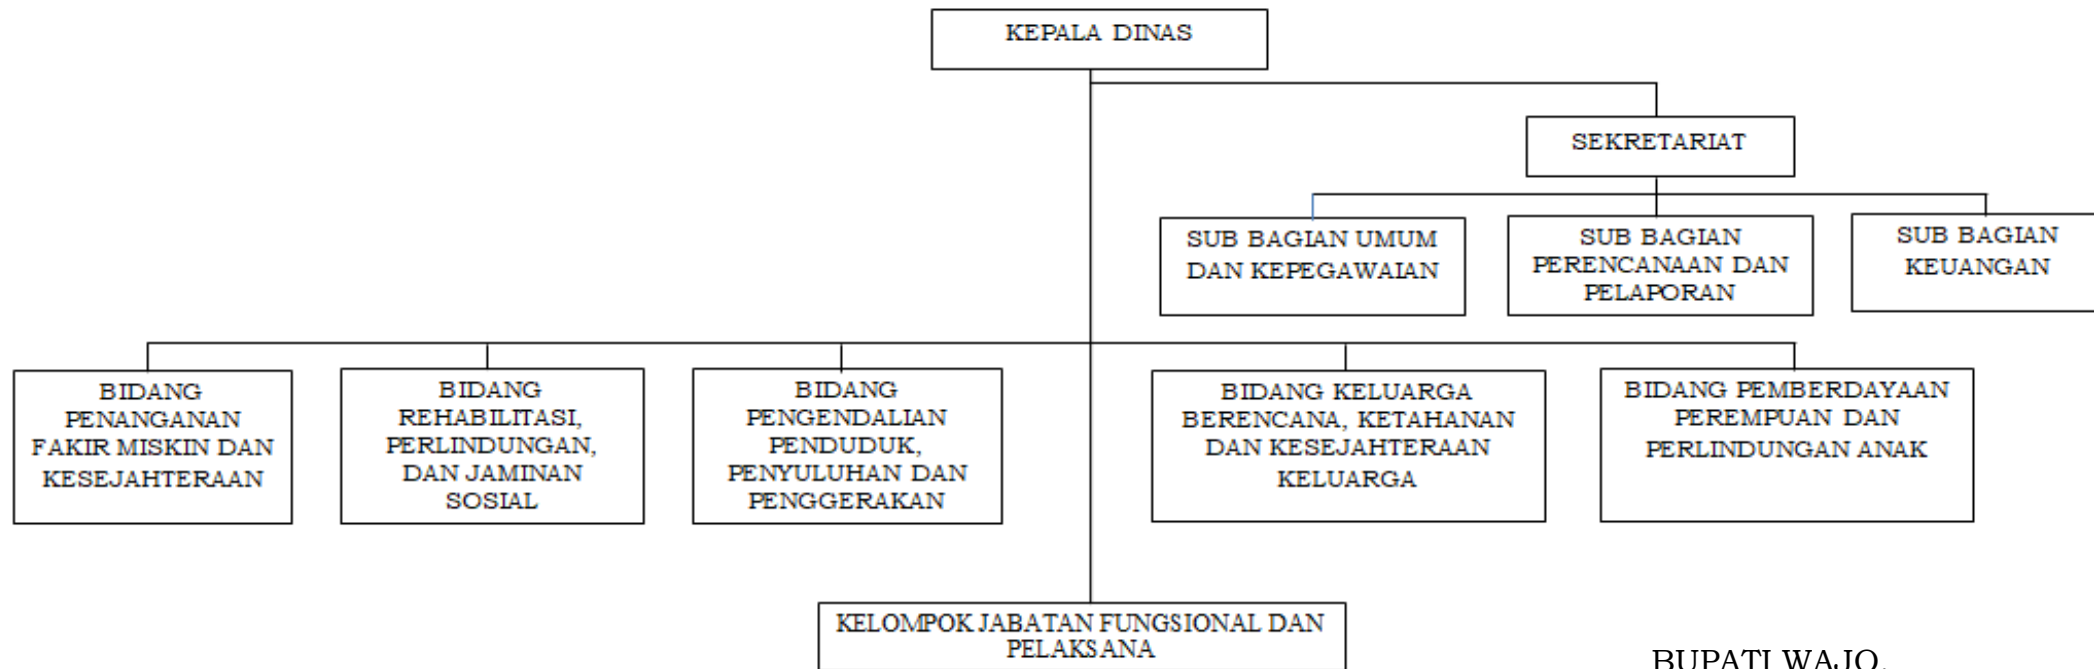 KEPALA DINAS
SEKRETARIAT
SUB BAGIAN UMUM
DAN KEPEGAWAIAN
SUB BAGIAN
PERENCANAAN DAN
PELAPORAN
SUB BAGIAN
KEUANGAN
BIDANG
PENANGANAN
FAKIR MISKIN DAN
KESEJAHTERAAN
BIDANG
REHABILITASI,
PERLINDUNGAN,
DAN JAMINAN
SOSIAL
BIDANG
PENGENDALIAN
PENDUDUK,
PENYULUHAN DAN
PENGGERAKAN
BIDANG KELUARGA
BERENCANA, KETAHANAN
DAN KESEJAHTERAAN
KELUARGA
BIDANG PEMBERDAYAAN
PEREMPUAN DAN
PERLINDUNGAN ANAK
KELOMPOK JABATAN FUNGSIONAL DAN
PELAKSANA
BUPATI WAJO,